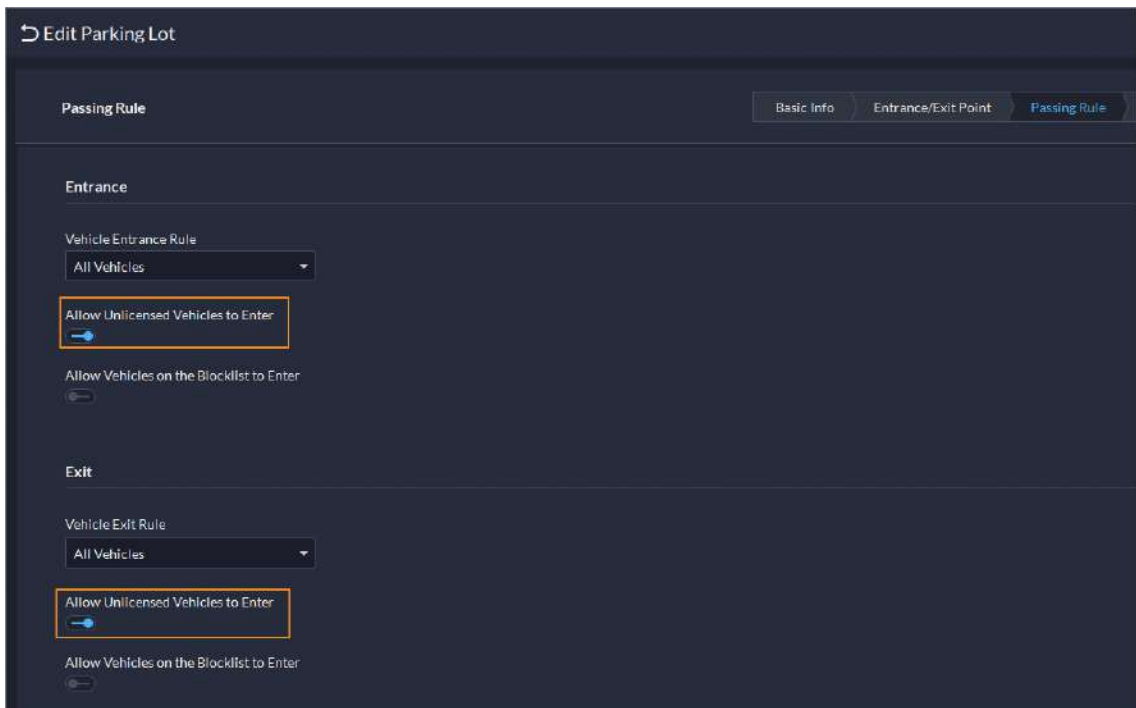 Edit Parking Lot
Passing Rule
Basic Info
Entrance/Exit Point
Passing Rule
Entrance
Vehicle Entrance Rule
All Vehicles
Allow Unlicensed Vehicles to Enter
Allow Vehicles on the Blocklist to Enter
Exit
Vehicle Exit Rule
All Vehicles
Allow Unlicensed Vehicles to Enter
Allow Vehicles on the Blocklist to Enter